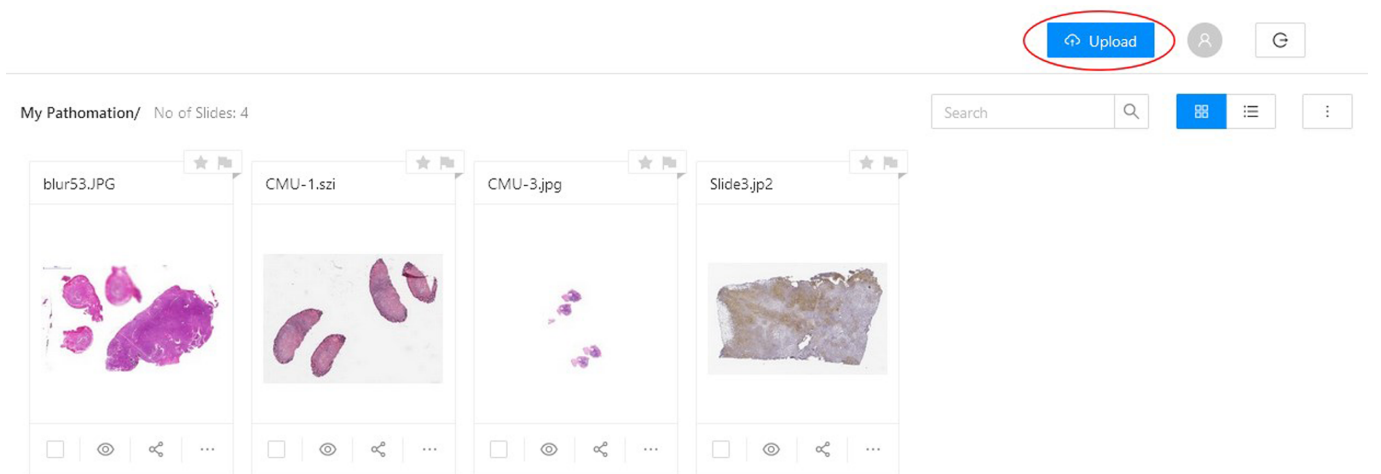 Upload
My Pathomation/ No of Slides: 4
Search
blur53.JPG
CMU-1.szi
CMU-3.jpg
Slide3.jp2